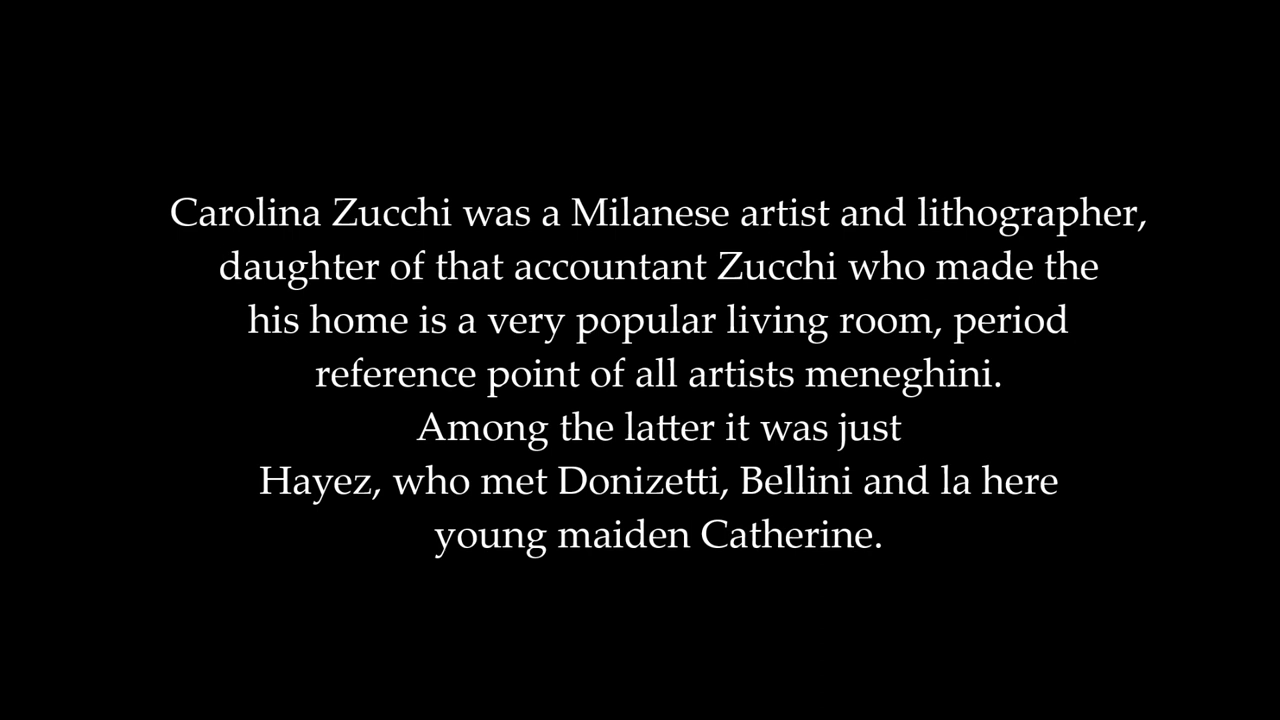 Carolina Zucchi was a Milanese artist and lithographer,
daughter of that accountant Zucchi who made the
his home is a very popular living room, period
reference point of all artists meneghini.
Among the latter it was just
Hayez, who met Donizetti, Bellini and la here
young maiden Catherine.